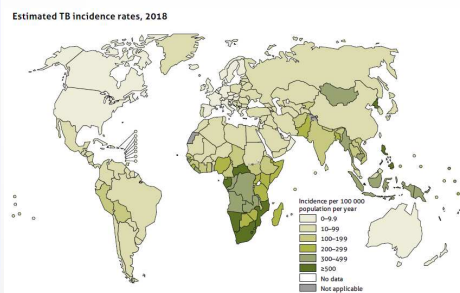 Estimated TB incidence rates, 2018
Incidence per 100 000
population per year
0–9.9
10–99
100–199
200–299
300–499
≥500
No data
Not applicable